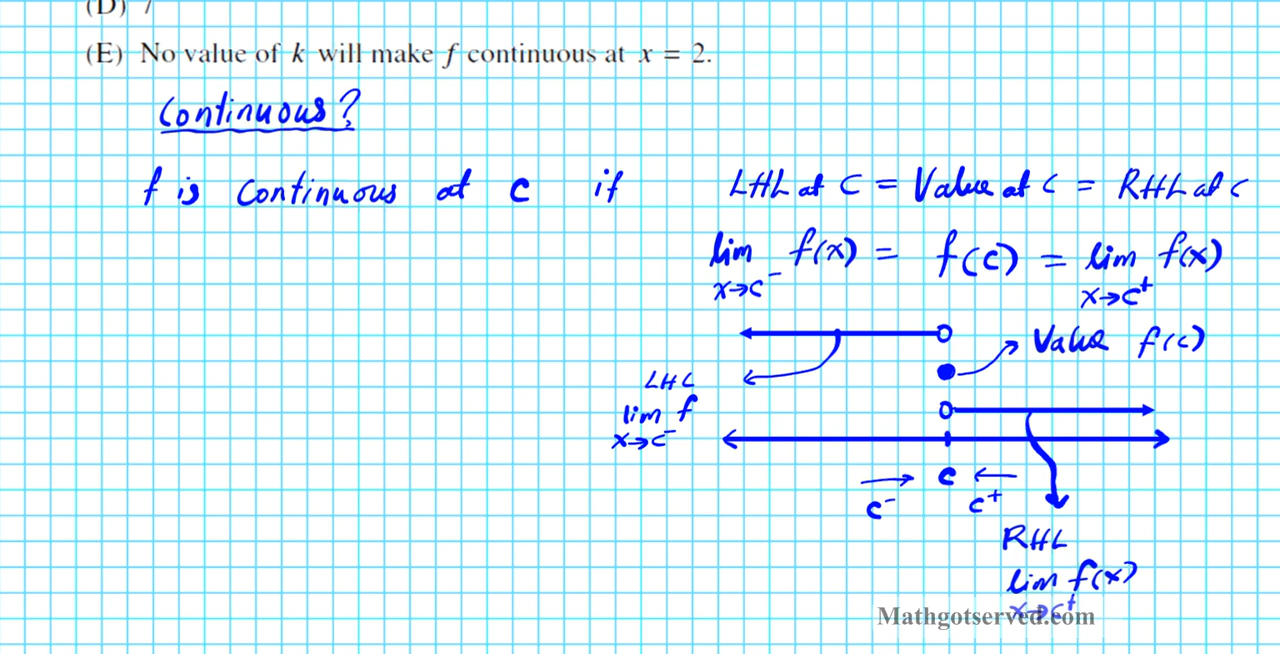 (D) 7
(E) No value of k will make f continuous at x = 2.
Continuous?
f is continuous at c if LHL at c = Value at c = RHL at c
lim x→c⁻ f(x) = f(c) = lim x→c⁺ f(x)
Value f(c)
LHL
lim f
x→c⁻
c
c⁻ c⁺
RHL
lim f(x)
x→c⁺
Mathgotserved.com